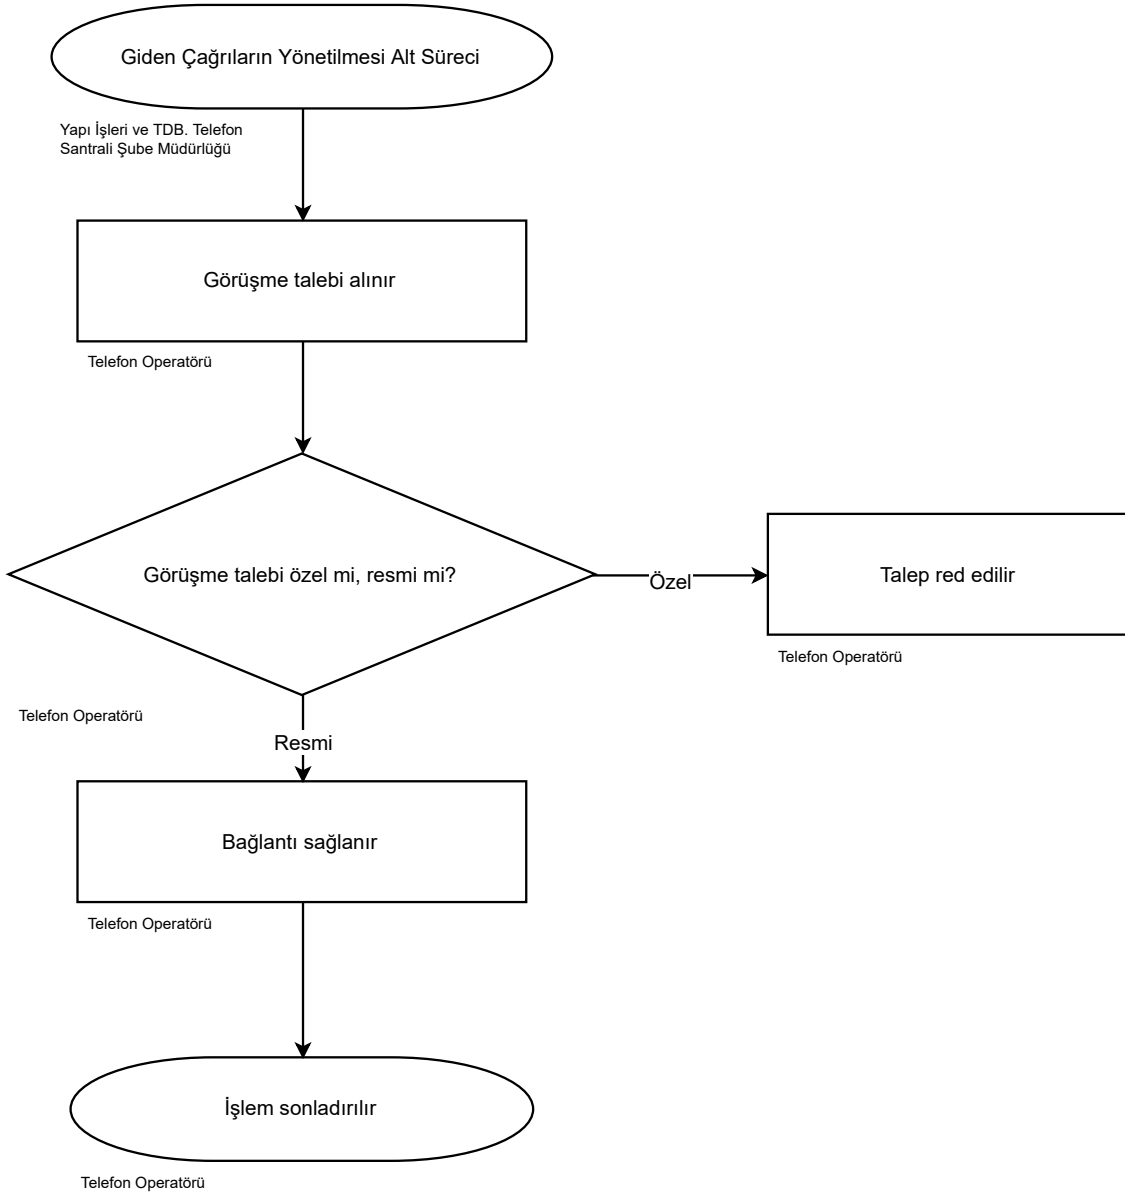 Giden Çağrıların Yönetilmesi Alt Süreci
Yapı İşleri ve TDB. Telefon
Santrali Şube Müdürlüğü
Görüşme talebi alınır
Telefon Operatörü
Görüşme talebi özel mi, resmi mi?
Özel
Talep red edilir
Telefon Operatörü
Telefon Operatörü
Resmi
Bağlantı sağlanır
Telefon Operatörü
İşlem sonladırılır
Telefon Operatörü